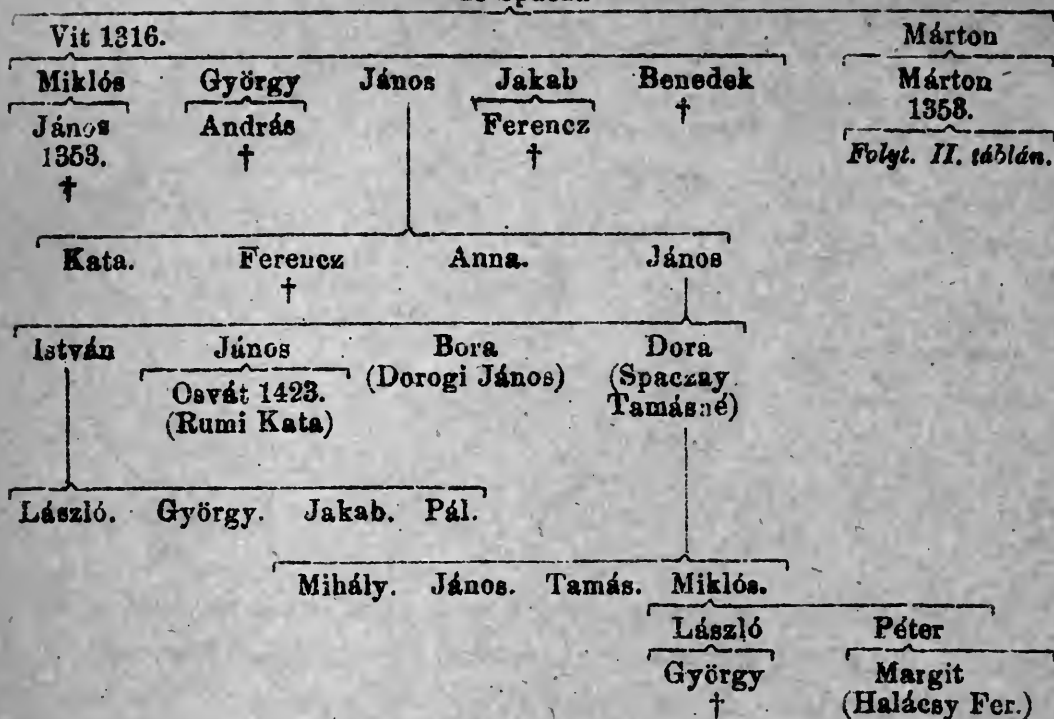 Vit 1316. Márton
Miklós György János Jakab Benedek Márton
János András Ferencz † 1358.
1353. † † Folyt. II. táblán.
†
Kata. Ferencz Anna. János
†
István János Bora Dora
Osvát 1423. (Dorogi János) (Spaczay
(Rumi Kata) Tamásné)
László. György. Jakab. Pál.
Mihály. János. Tamás. Miklós.
László Péter
György Margit
† (Halácsy Fer.)